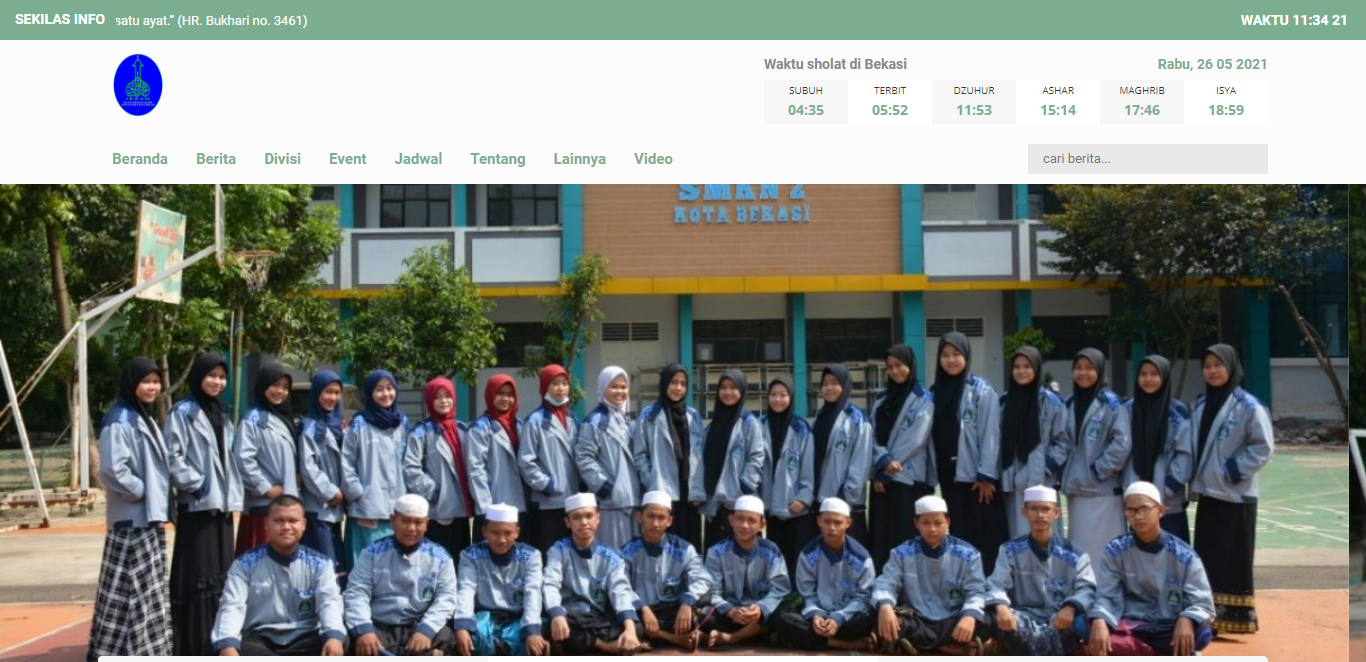 SEKILAS INFO satu ayat." (HR. Bukhari no. 3461) WAKTU 11:34 21
Waktu sholat di Bekasi Rabu, 26 05 2021
SUBUH TERBIT DZUHUR ASHAR MAGHRIB ISYA
04:35 05:52 11:53 15:14 17:46 18:59
Beranda Berita Divisi Event Jadwal Tentang Lainnya Video cari berita...
SMKN 2
KOTA BEKASI